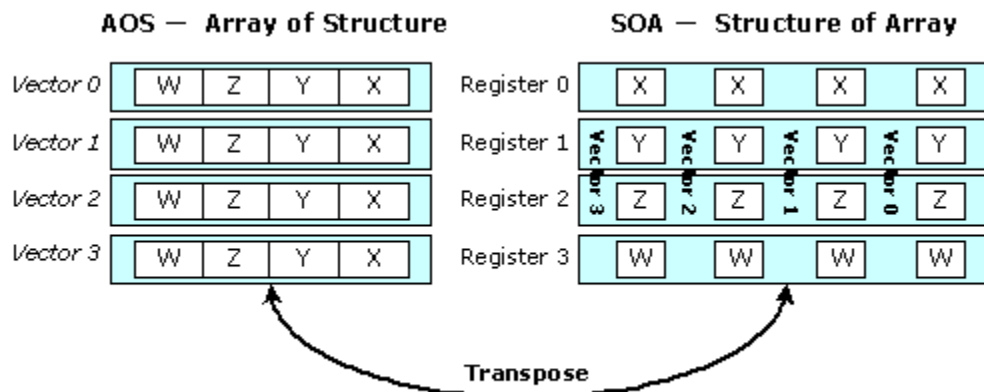 AOS — Array of Structure
Vector 0 W Z Y X
Vector 1 W Z Y X
Vector 2 W Z Y X
Vector 3 W Z Y X
SOA — Structure of Array
Register 0 X X X X
Register 1 Y Y Y Y
Register 2 Z Z Z Z
Register 3 W W W W
Vector 3
Vector 2
Vector 1
Vector 0
Transpose